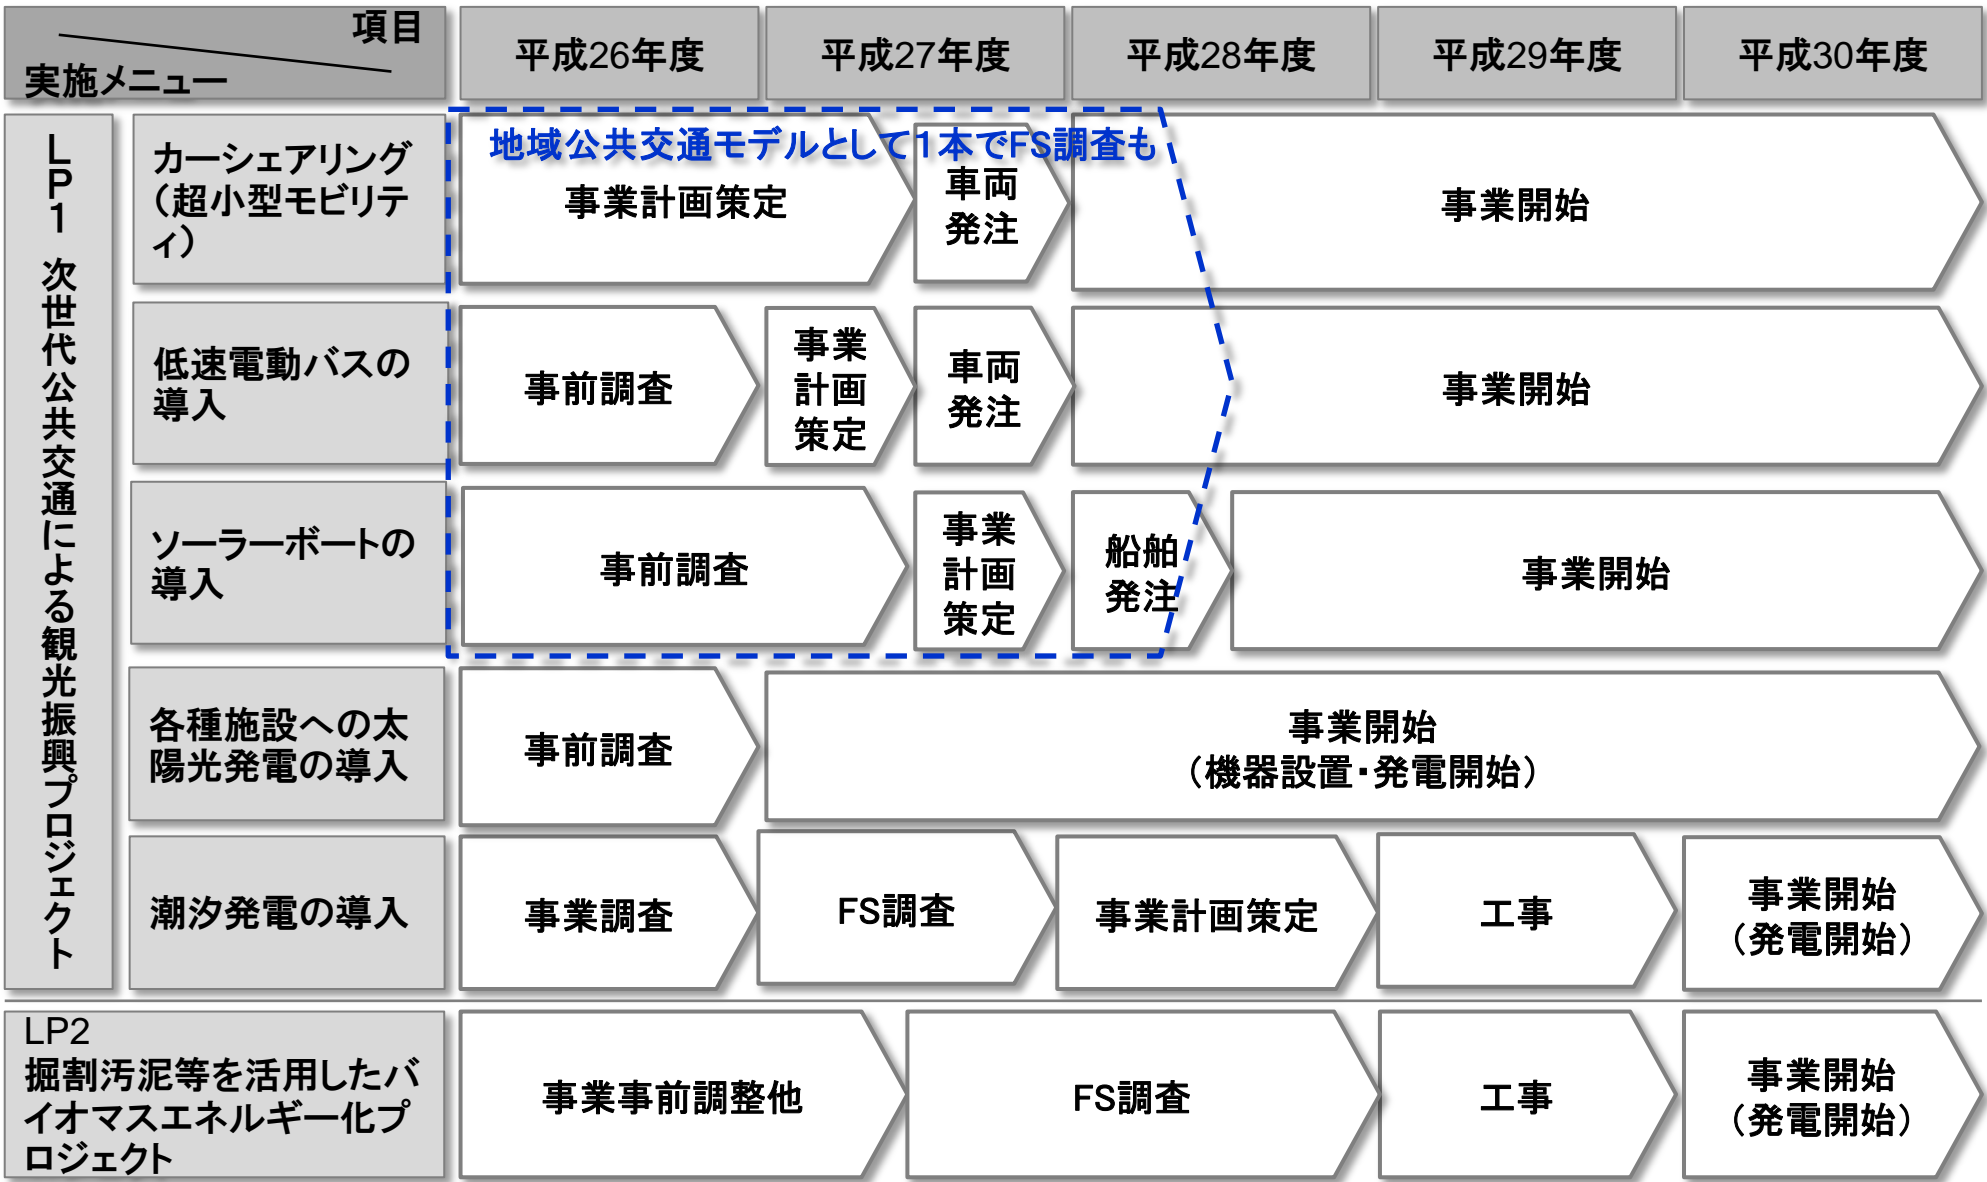 項目
実施メニュー
平成26年度
平成27年度
平成28年度
平成29年度
平成30年度
LP1 次世代公共交通による観光振興プロジェクト
地域公共交通モデルとして1本でFS調査も
カーシェアリング
（超小型モビリテ
ィ）
事業計画策定
車両
発注
事業開始
低速電動バスの
導入
事前調査
事業
計画
策定
車両
発注
事業開始
ソーラーボートの
導入
事前調査
事業
計画
策定
船舶
発注
事業開始
各種施設への太
陽光発電の導入
事前調査
事業開始
（機器設置・発電開始）
潮汐発電の導入
事業調査
FS調査
事業計画策定
工事
事業開始
（発電開始）
LP2
掘割汚泥等を活用したバ
イオマスエネルギー化プ
ロジェクト
事業事前調整他
FS調査
工事
事業開始
（発電開始）